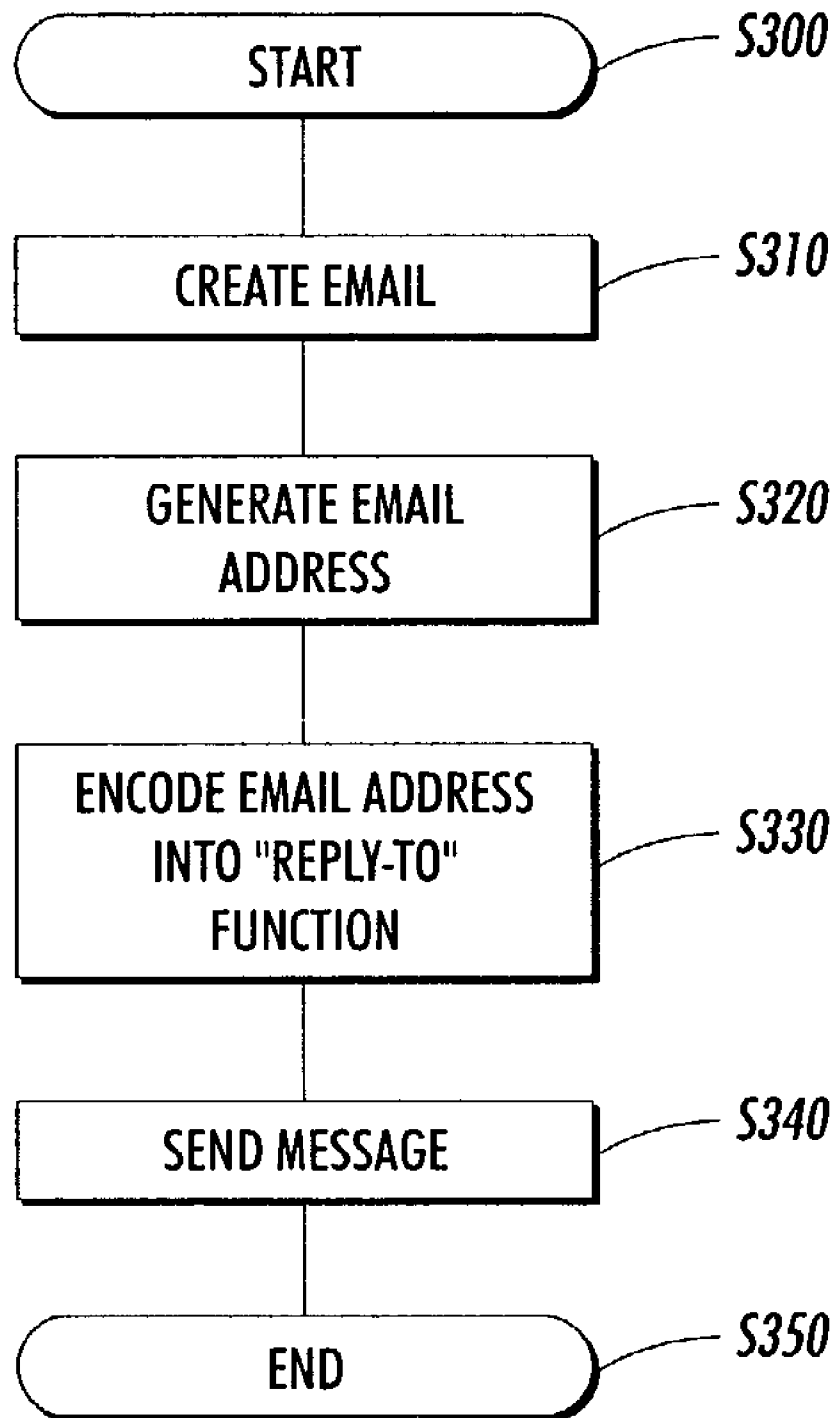 START
S300
CREATE EMAIL
S310
GENERATE EMAIL
ADDRESS
S320
ENCODE EMAIL ADDRESS
INTO "REPLY-TO"
FUNCTION
S330
SEND MESSAGE
S340
END
S350